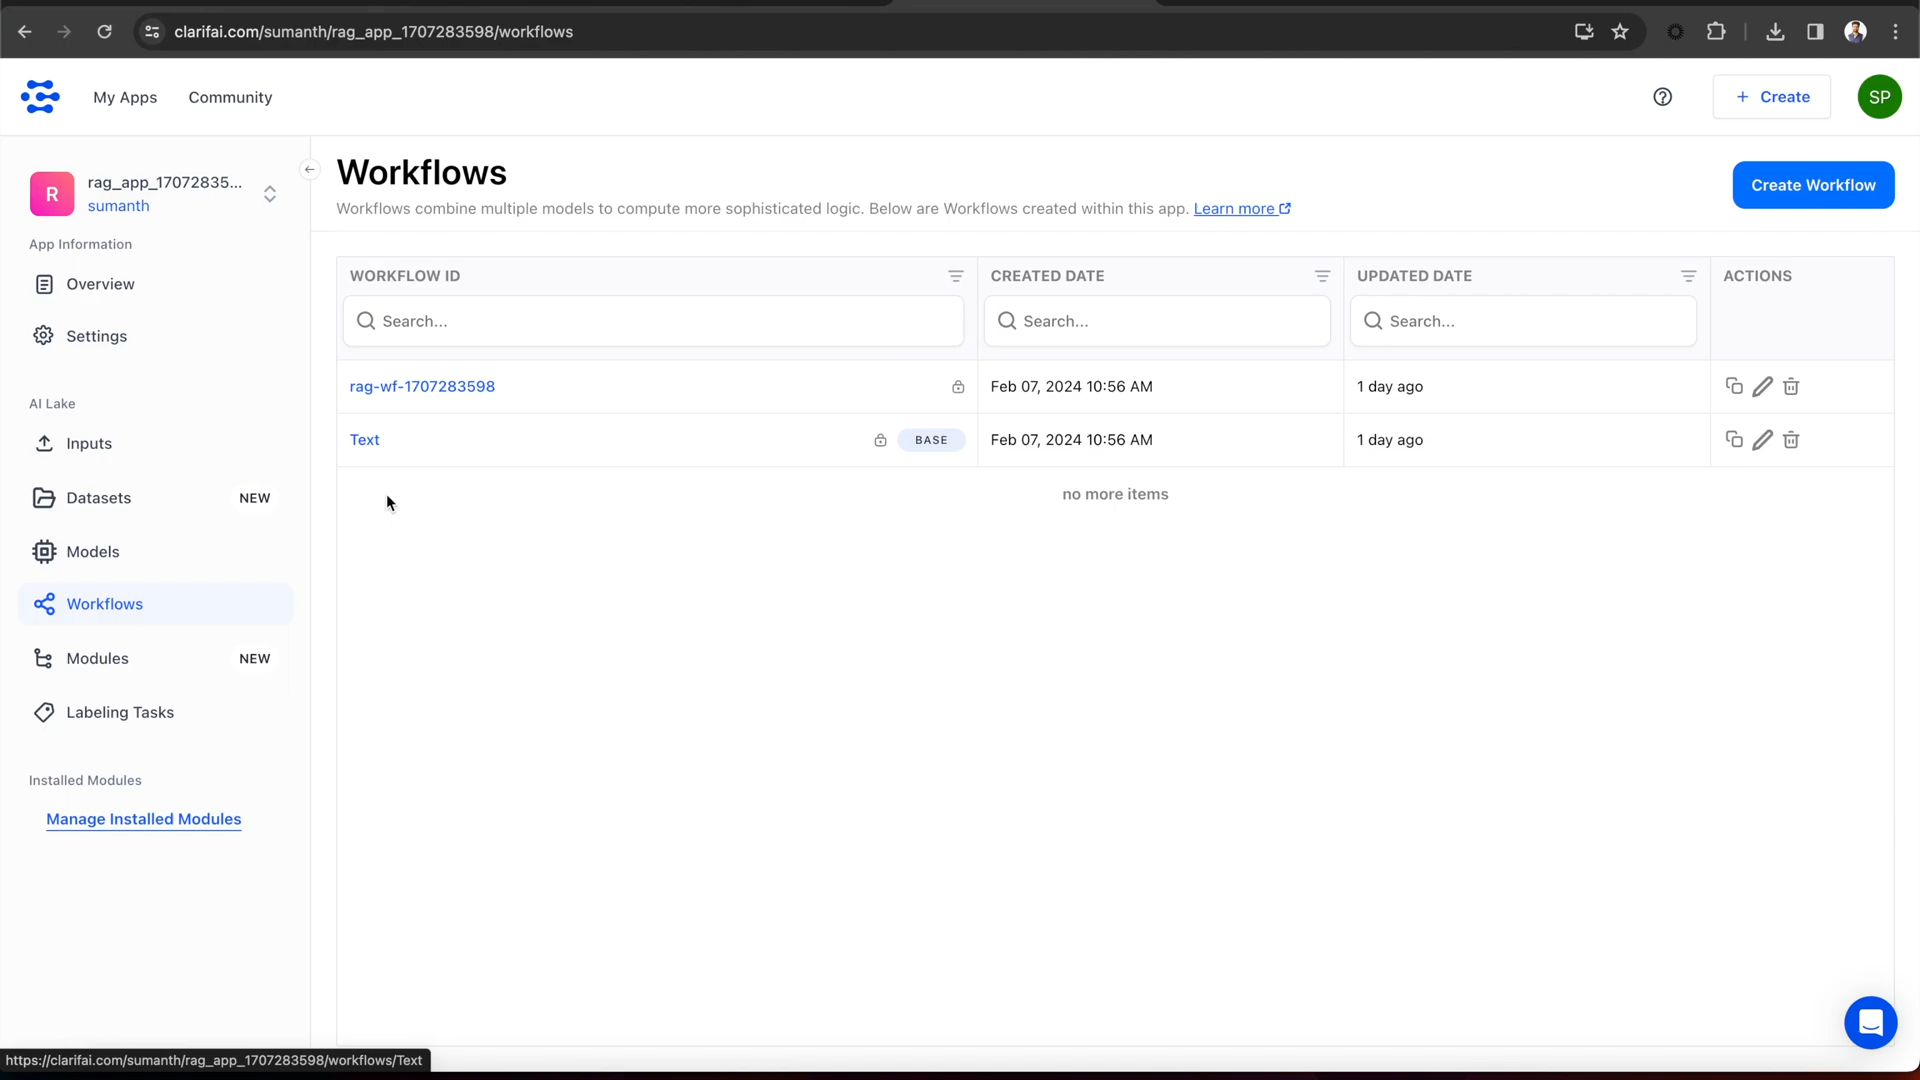 clarifai.com/sumanth/rag_app_1707283598/workflows
My Apps
Community
+ Create
SP
R
rag_app_17072835...
sumanth
App Information
Overview
Settings
AI Lake
Inputs
Datasets NEW
Models
Workflows
Modules NEW
Labeling Tasks
Installed Modules
Manage Installed Modules
Workflows
Workflows combine multiple models to compute more sophisticated logic. Below are Workflows created within this app. Learn more
Create Workflow
WORKFLOW ID CREATED DATE UPDATED DATE ACTIONS
Search... Search... Search...
rag-wf-1707283598 Feb 07, 2024 10:56 AM 1 day ago
Text BASE Feb 07, 2024 10:56 AM 1 day ago
no more items
https://clarifai.com/sumanth/rag_app_1707283598/workflows/Text